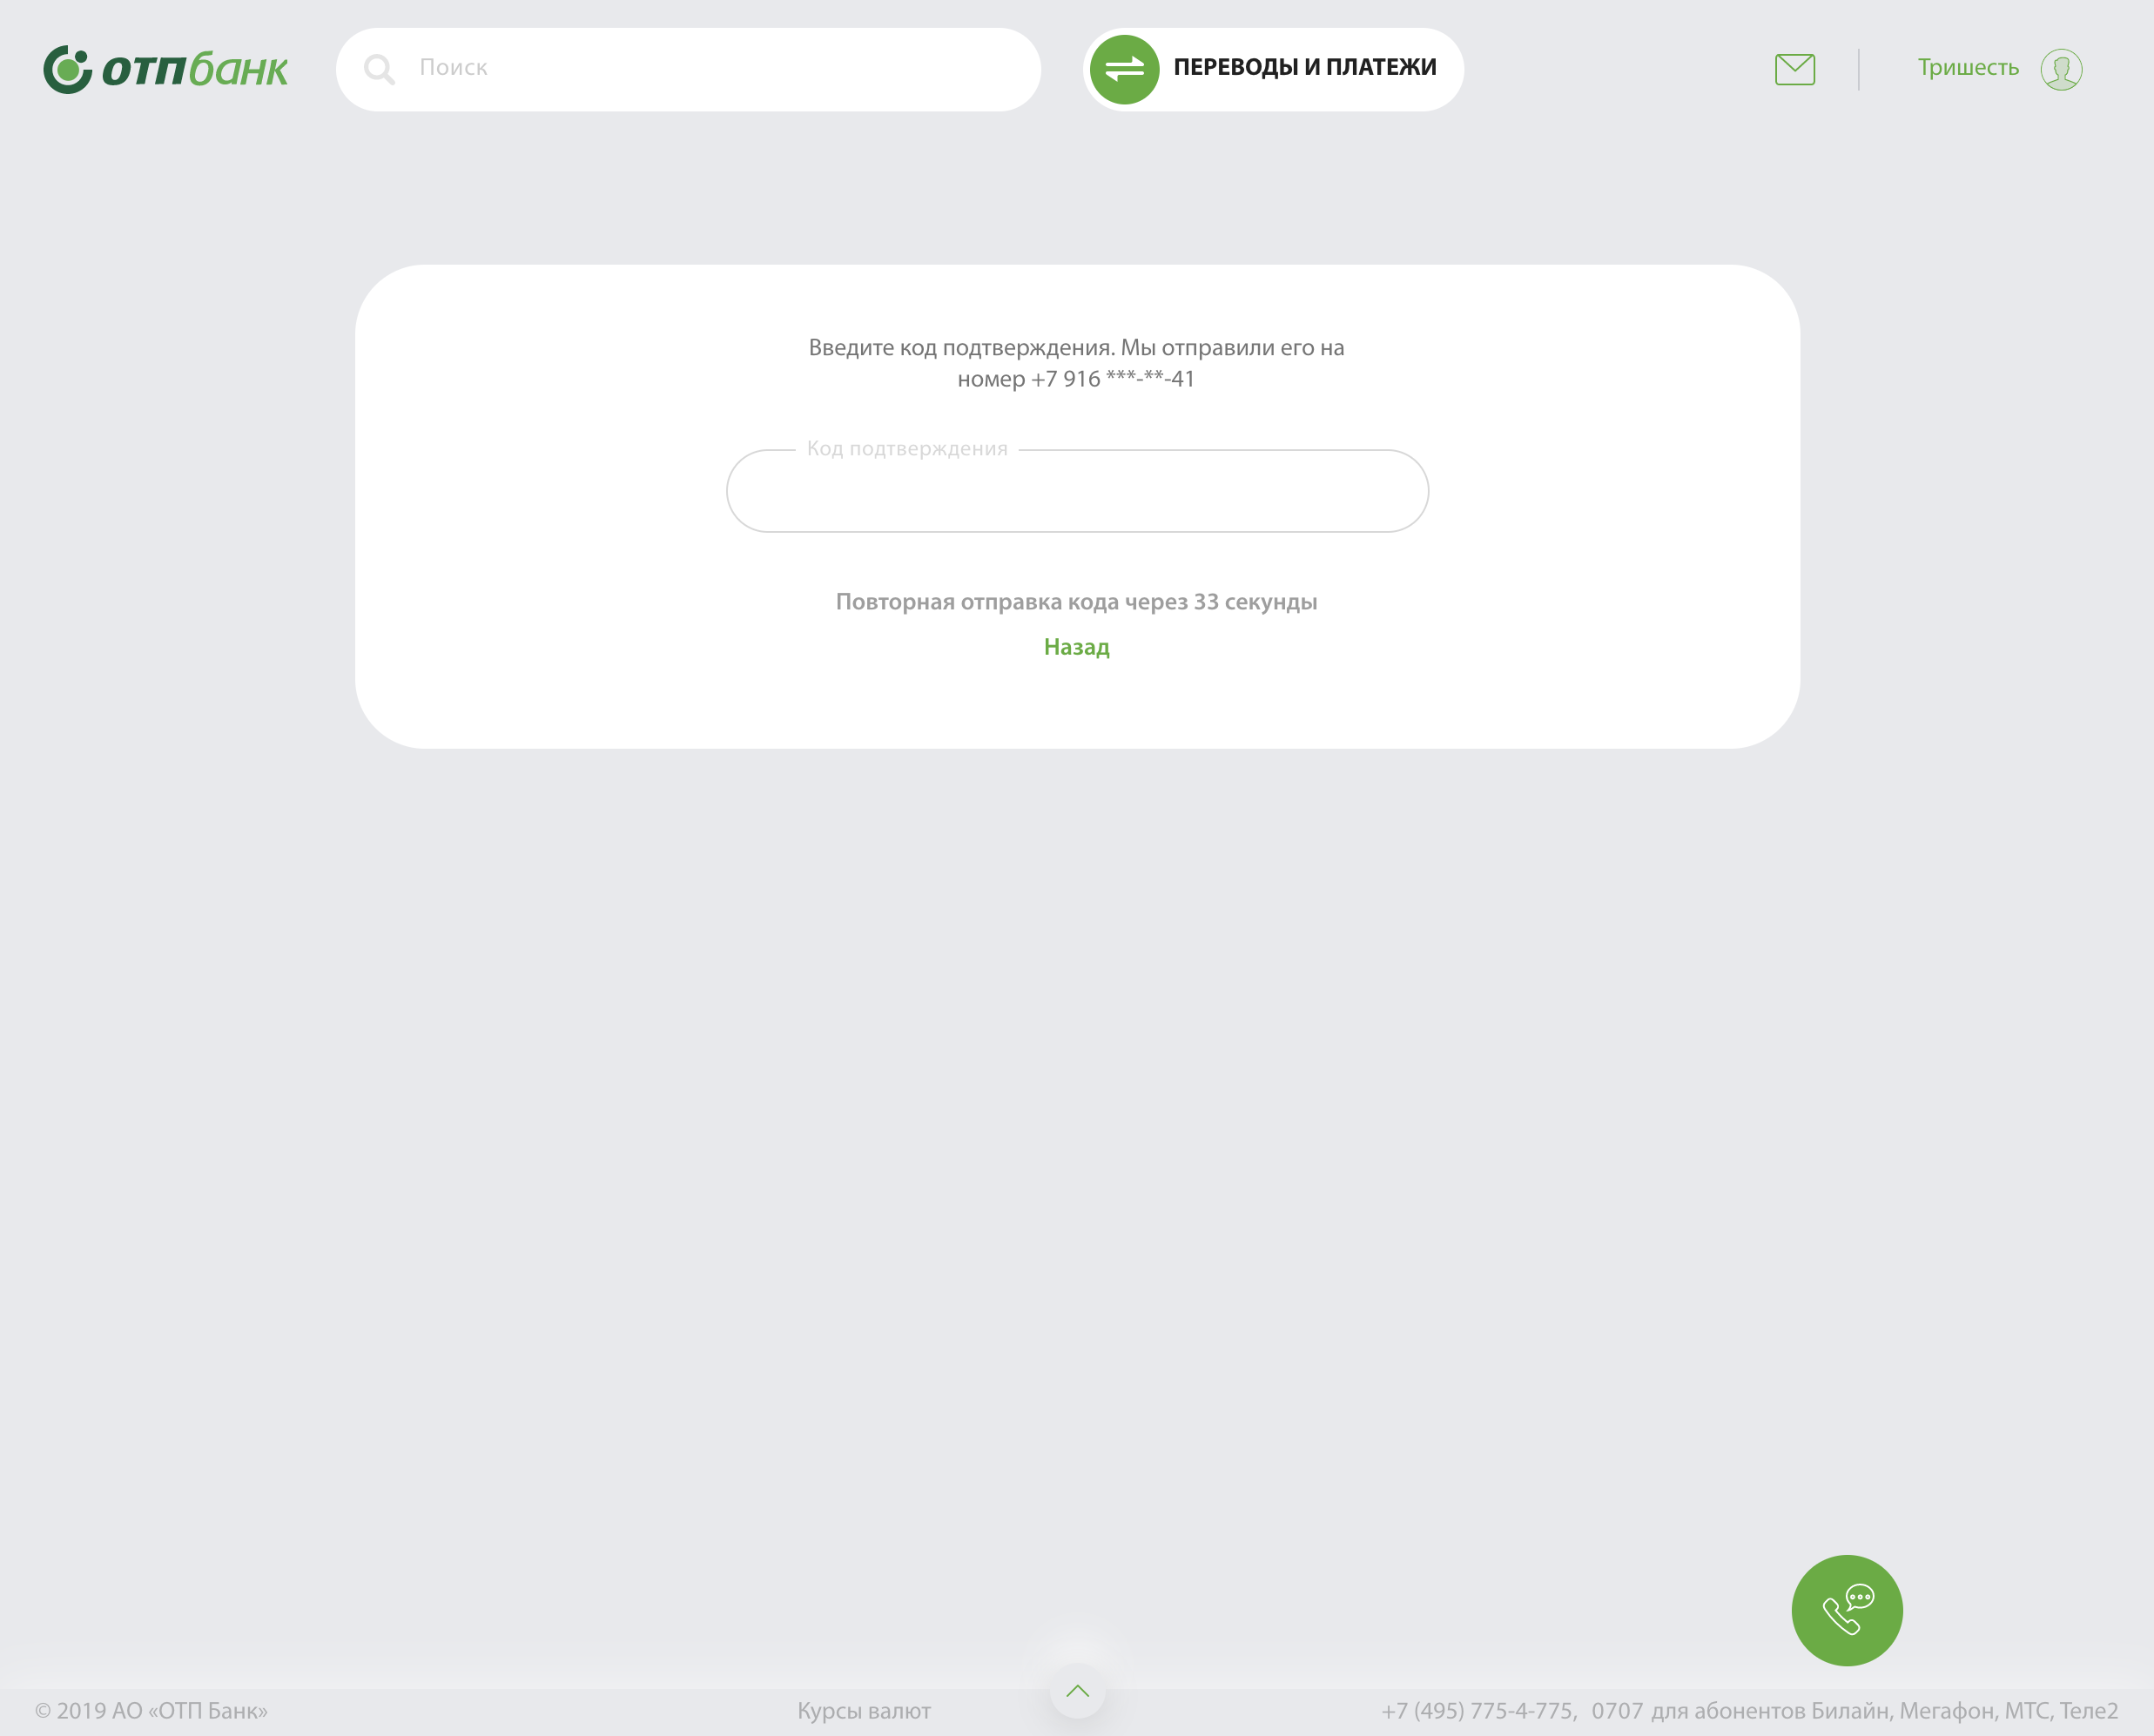 отпбанк
Поиск
ПЕРЕВОДЫ И ПЛАТЕЖИ
Тришесть
Введите код подтверждения. Мы отправили его на
номер +7 916 ***-**-41
Код подтверждения
Повторная отправка кода через 33 секунды
Назад
© 2019 АО «ОТП Банк»
Курсы валют
+7 (495) 775-4-775, 0707 для абонентов Билайн, Мегафон, МТС, Теле2